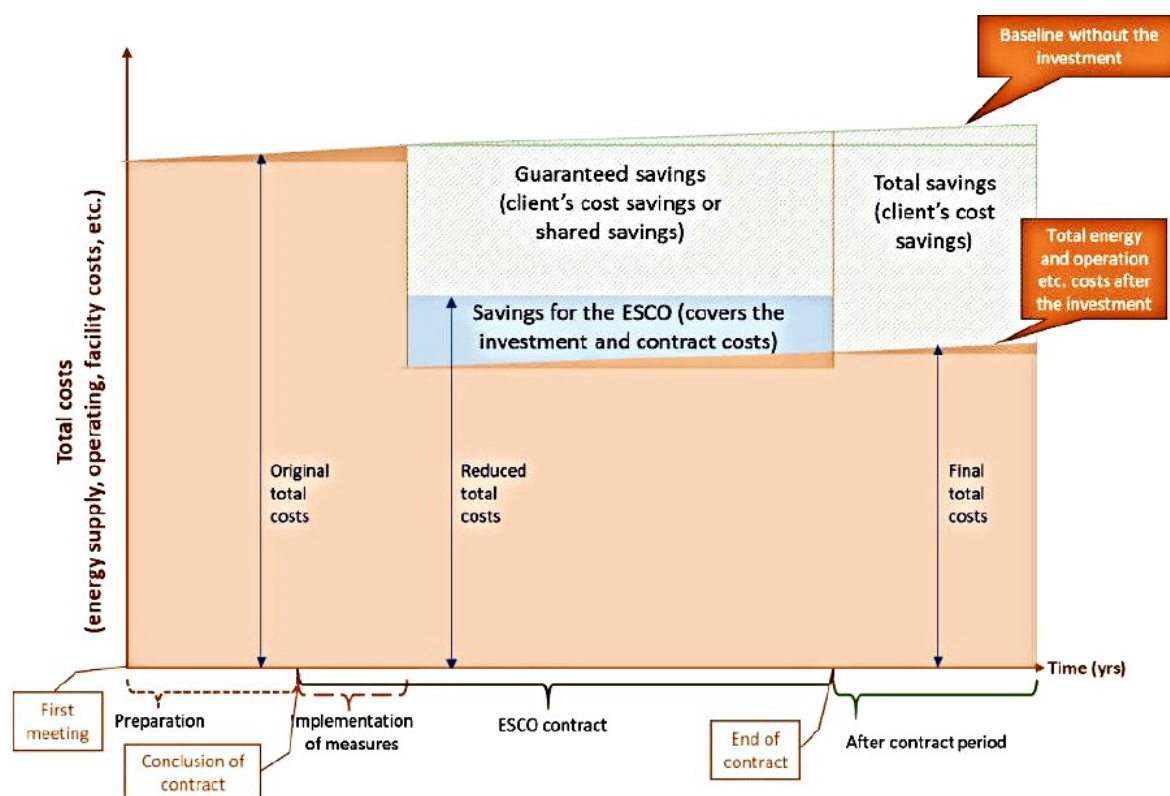 Baseline without the
investment
Total costs
(energy supply, operating, facility costs, etc.)
Guaranteed savings
(client's cost savings or
shared savings)
Total savings
(client's cost
savings)
Total energy
and operation
etc. costs after
the investment
Savings for the ESCO (covers the
investment and contract costs)
Original
total
costs
Reduced
total
costs
Final
total
costs
Time (yrs)
First
meeting
Preparation
Implementation
of measures
ESCO contract
After contract period
Conclusion of
contract
End of
contract